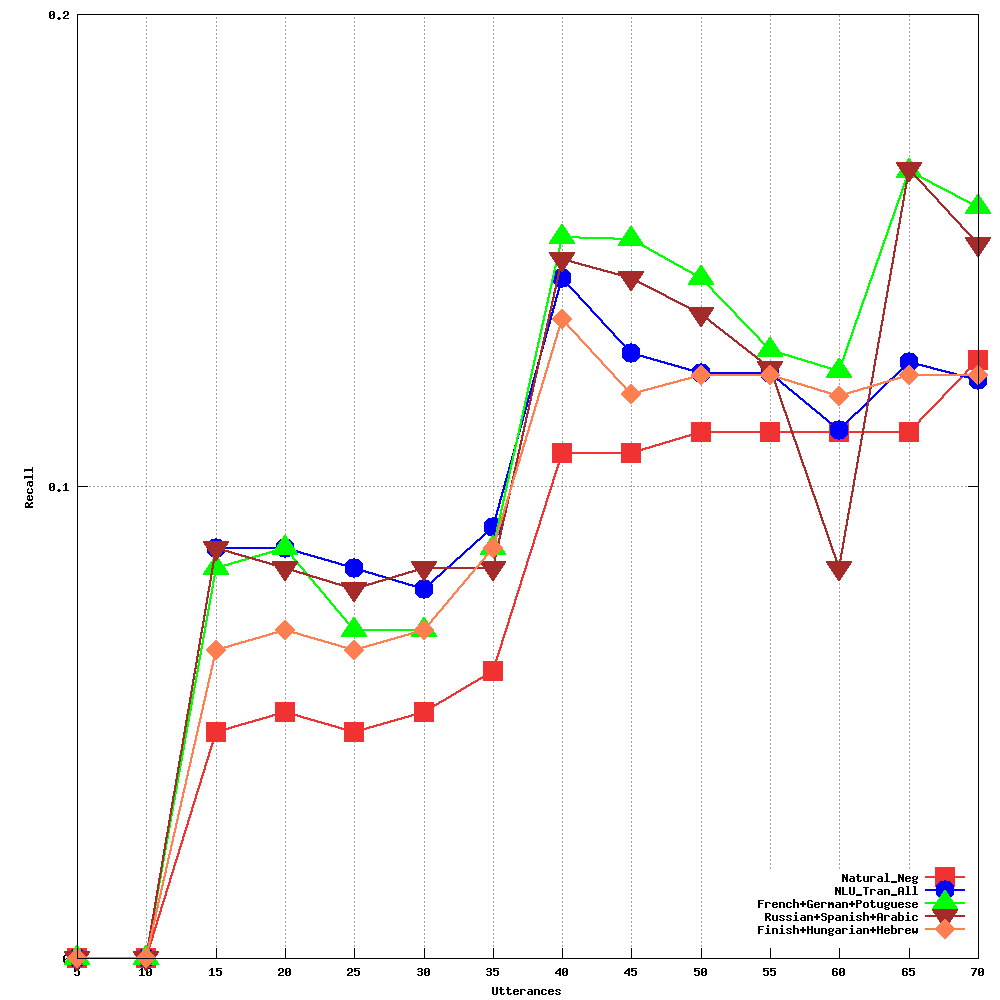 0.2
0.1
0
Recall
5 10 15 20 25 30 35 40 45 50 55 60 65 70
Utterances
Natural_Neg
NLU_Tran_All
French+German+Potuguese
Russian+Spanish+Arabic
Finish+Hungarian+Hebrew